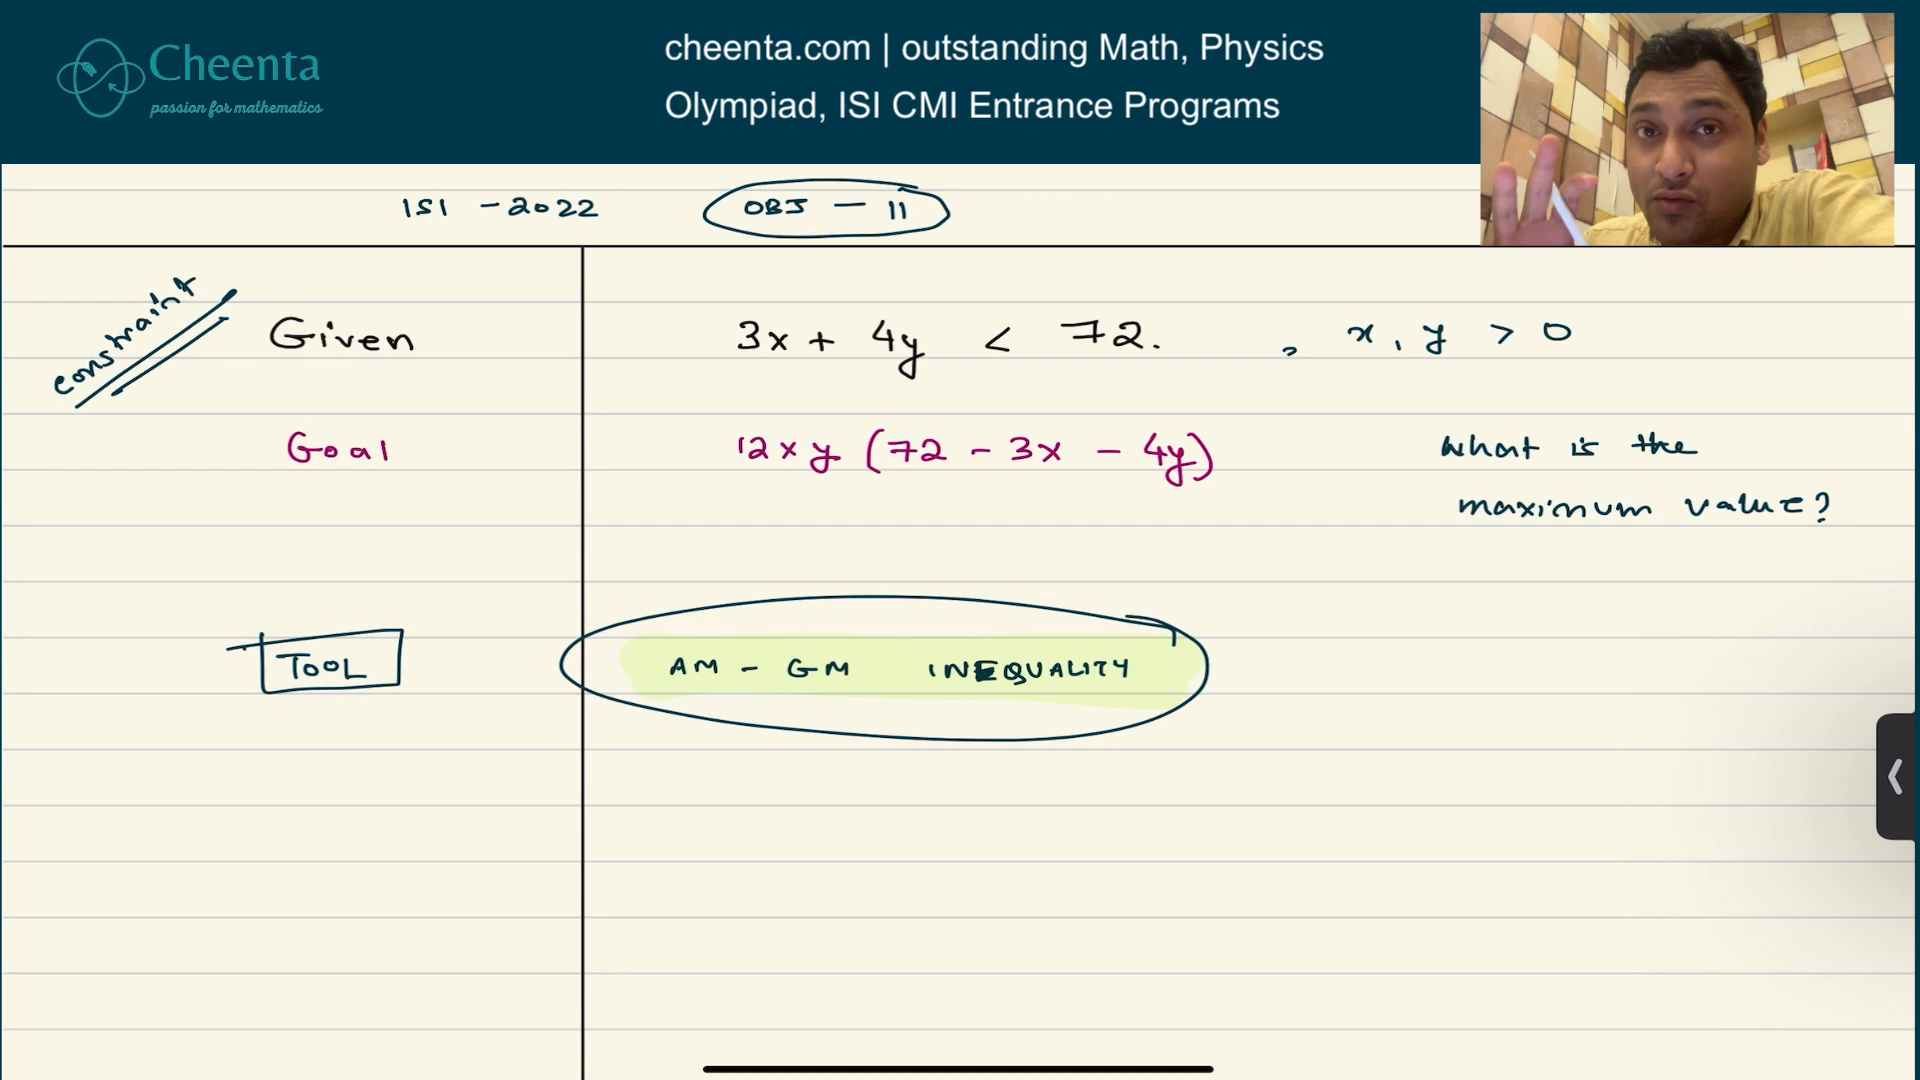 Cheenta
passion for mathematics
cheenta.com | outstanding Math, Physics
Olympiad, ISI CMI Entrance Programs
ISI - 2022 OBJ - 11
constraint
Given 3x + 4y < 72. , x, y > 0
Goal 12xy (72 - 3x - 4y) What is the
maximum value?
TOOL AM - GM INEQUALITY